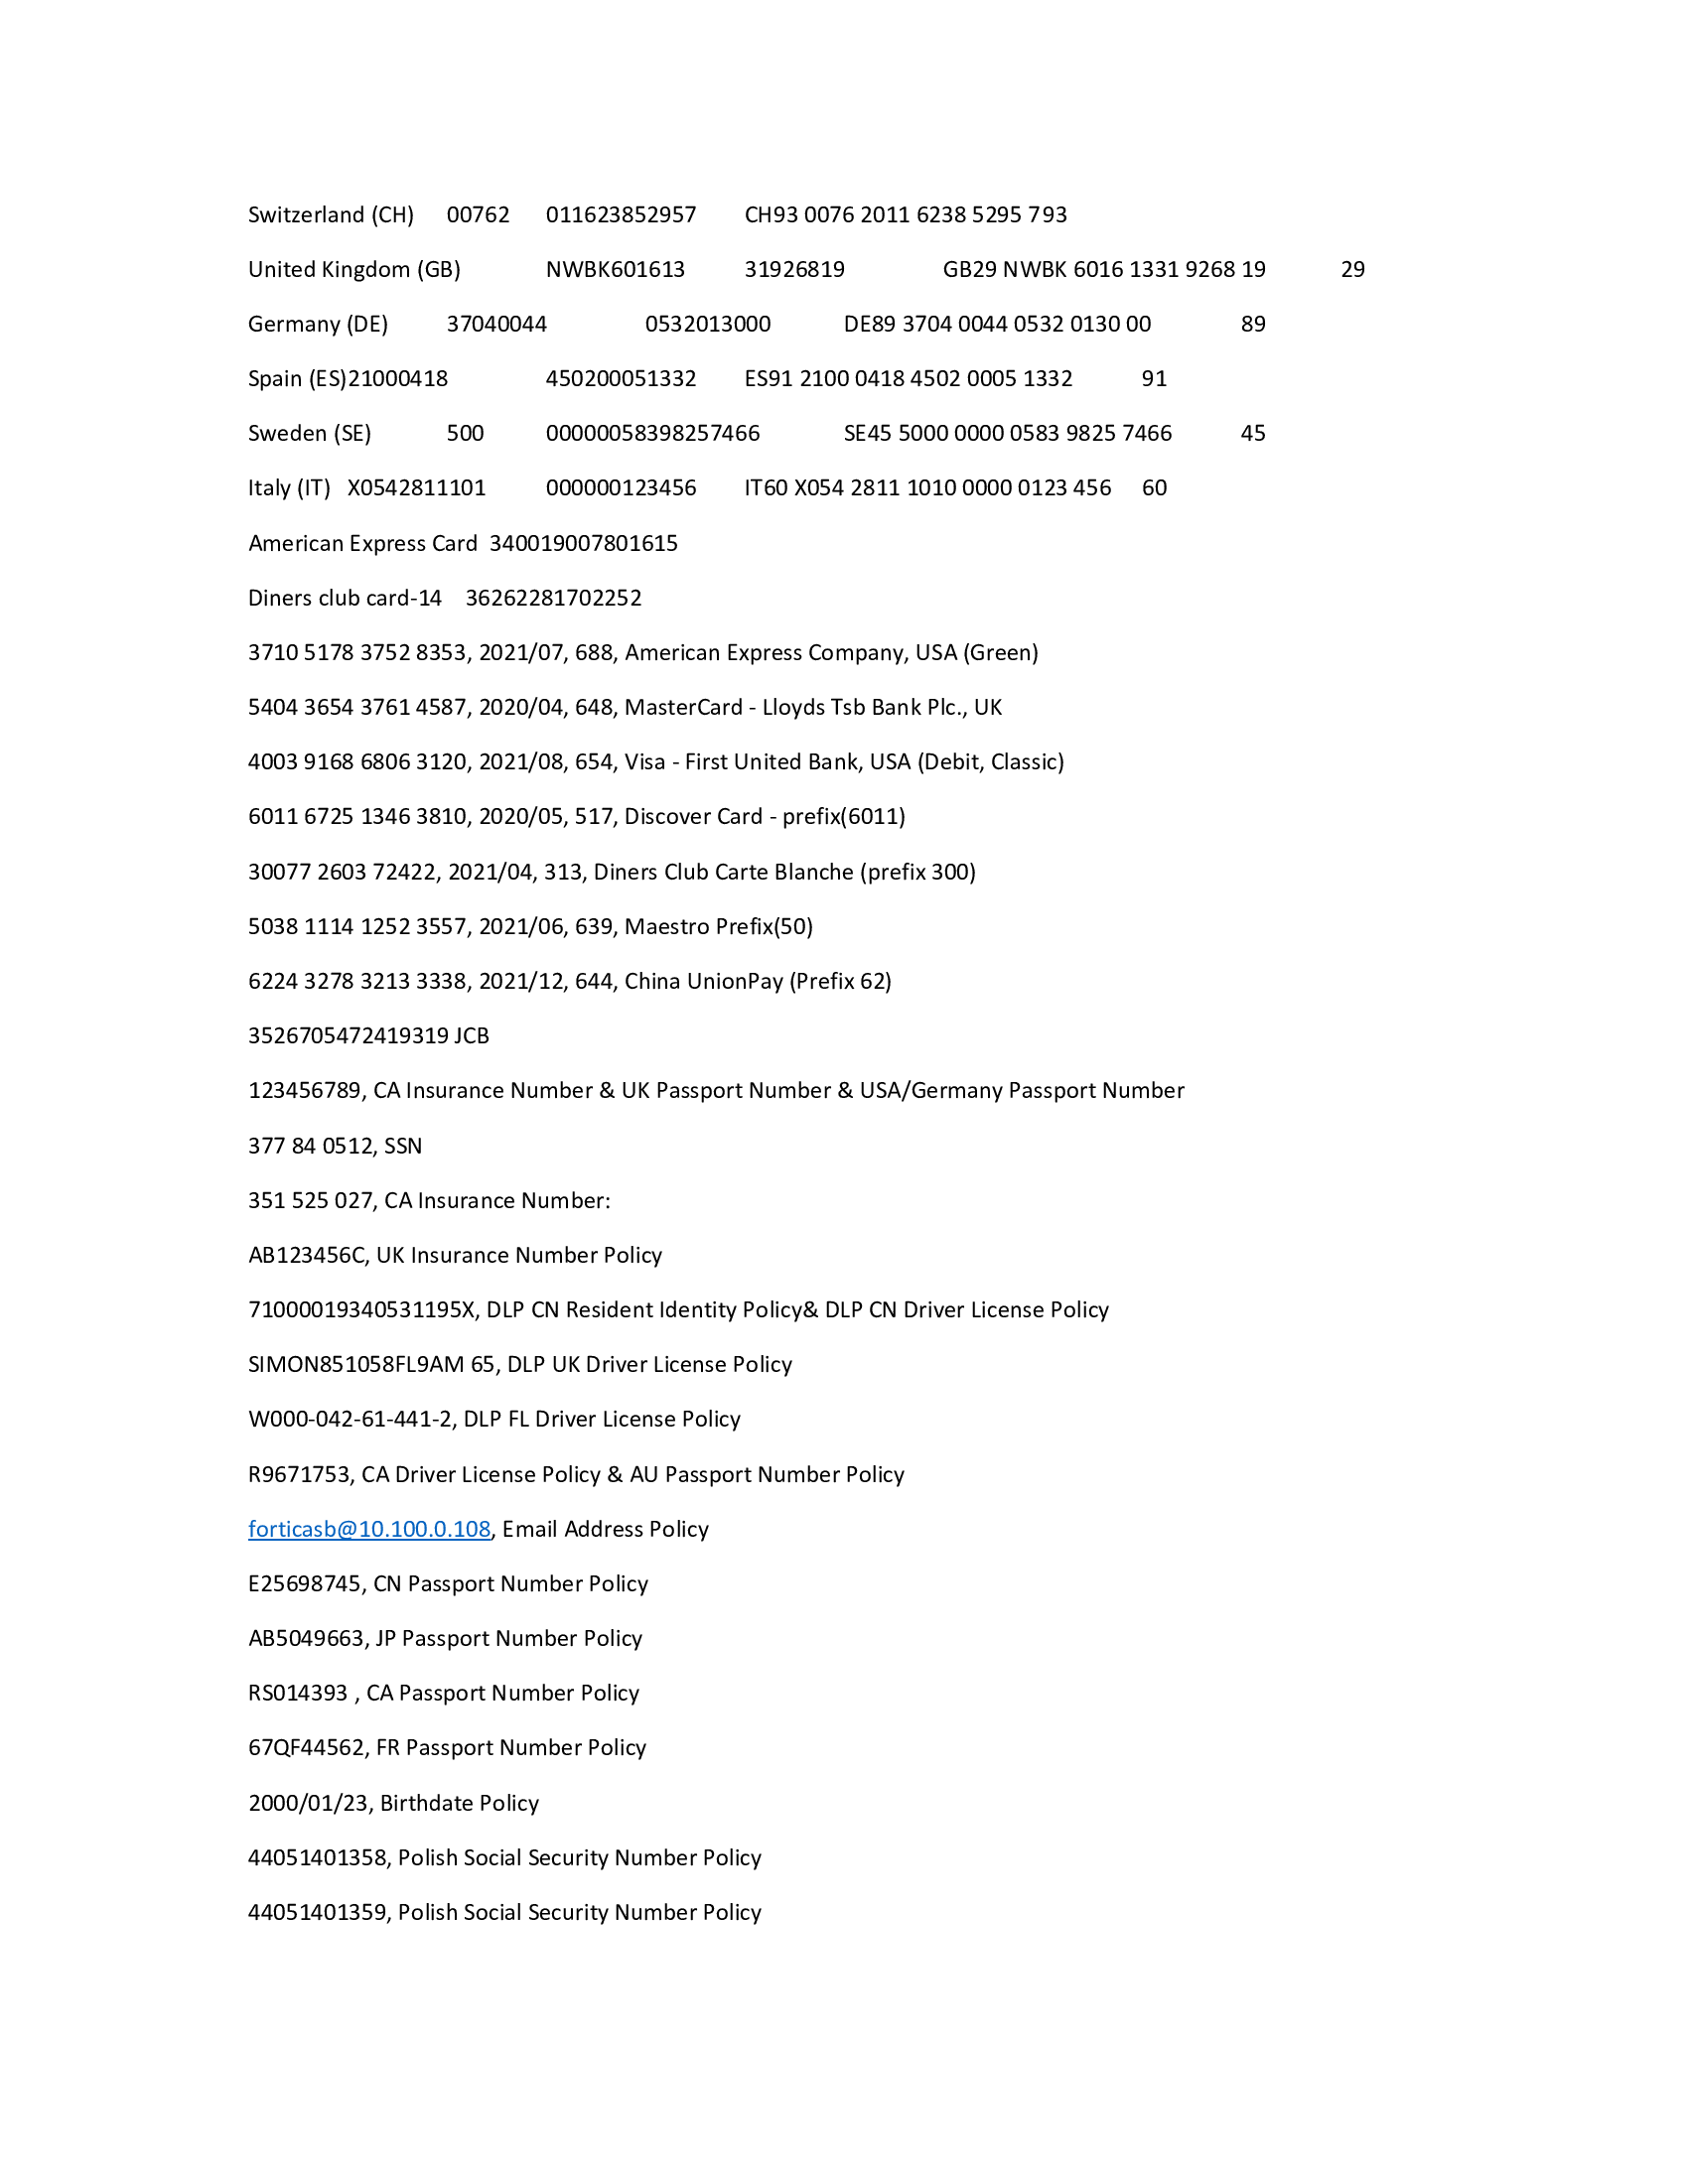 Switzerland (CH) 00762 011623852957 CH93 0076 2011 6238 5295 793
United Kingdom (GB) NWBK601613 31926819 GB29 NWBK 6016 1331 9268 19 29
Germany (DE) 37040044 0532013000 DE89 3704 0044 0532 0130 00 89
Spain (ES)21000418 450200051332 ES91 2100 0418 4502 0005 1332 91
Sweden (SE) 500 00000058398257466 SE45 5000 0000 0583 9825 7466 45
Italy (IT) X0542811101 000000123456 IT60 X054 2811 1010 0000 0123 456 60
American Express Card 340019007801615
Diners club card-14 36262281702252
3710 5178 3752 8353, 2021/07, 688, American Express Company, USA (Green)
5404 3654 3761 4587, 2020/04, 648, MasterCard - Lloyds Tsb Bank Plc., UK
4003 9168 6806 3120, 2021/08, 654, Visa - First United Bank, USA (Debit, Classic)
6011 6725 1346 3810, 2020/05, 517, Discover Card - prefix(6011)
30077 2603 72422, 2021/04, 313, Diners Club Carte Blanche (prefix 300)
5038 1114 1252 3557, 2021/06, 639, Maestro Prefix(50)
6224 3278 3213 3338, 2021/12, 644, China UnionPay (Prefix 62)
3526705472419319 JCB
123456789, CA Insurance Number & UK Passport Number & USA/Germany Passport Number
377 84 0512, SSN
351 525 027, CA Insurance Number:
AB123456C, UK Insurance Number Policy
71000019340531195X, DLP CN Resident Identity Policy& DLP CN Driver License Policy
SIMON851058FL9AM 65, DLP UK Driver License Policy
W000-042-61-441-2, DLP FL Driver License Policy
R9671753, CA Driver License Policy & AU Passport Number Policy
forticasb@10.100.0.108, Email Address Policy
E25698745, CN Passport Number Policy
AB5049663, JP Passport Number Policy
RS014393 , CA Passport Number Policy
67QF44562, FR Passport Number Policy
2000/01/23, Birthdate Policy
44051401358, Polish Social Security Number Policy
44051401359, Polish Social Security Number Policy